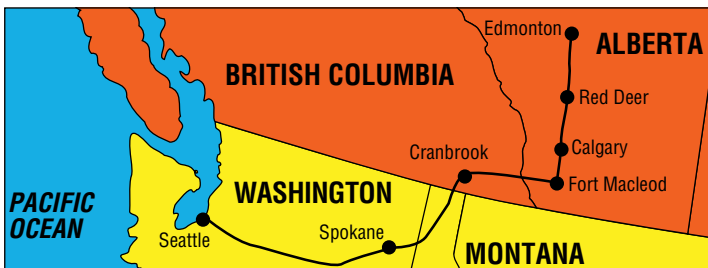 Edmonton
ALBERTA
BRITISH COLUMBIA
Red Deer
Calgary
Cranbrook
Fort Macleod
WASHINGTON
PACIFIC
OCEAN
Seattle
Spokane
MONTANA